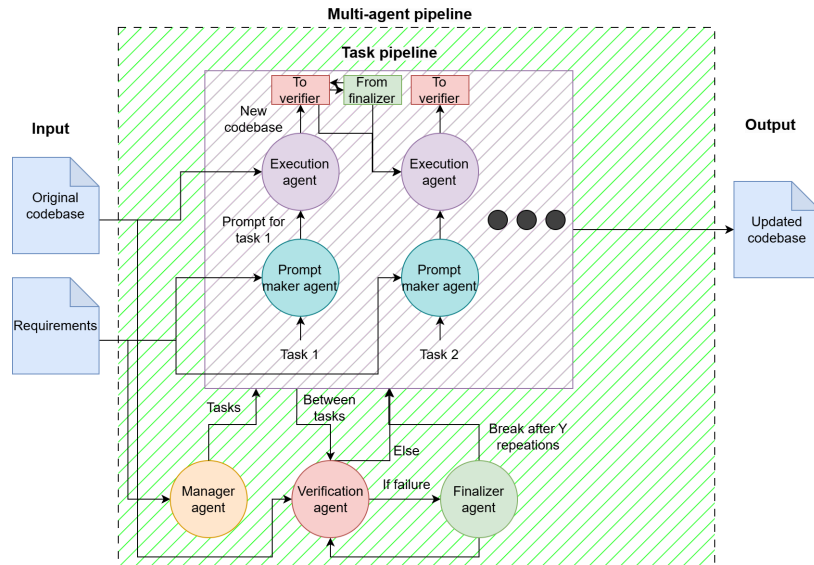 Multi-agent pipeline
Task pipeline
To
verifier
From
finalizer
To
verifier
New
codebase
Input
Output
Execution
agent
Execution
agent
Original
codebase
Prompt for
task 1
Updated
codebase
Prompt
maker agent
Prompt
maker agent
Requirements
Task 1
Task 2
Tasks
Between
tasks
Else
Break after Y
repeations
Manager
agent
Verification
agent
If failure
Finalizer
agent